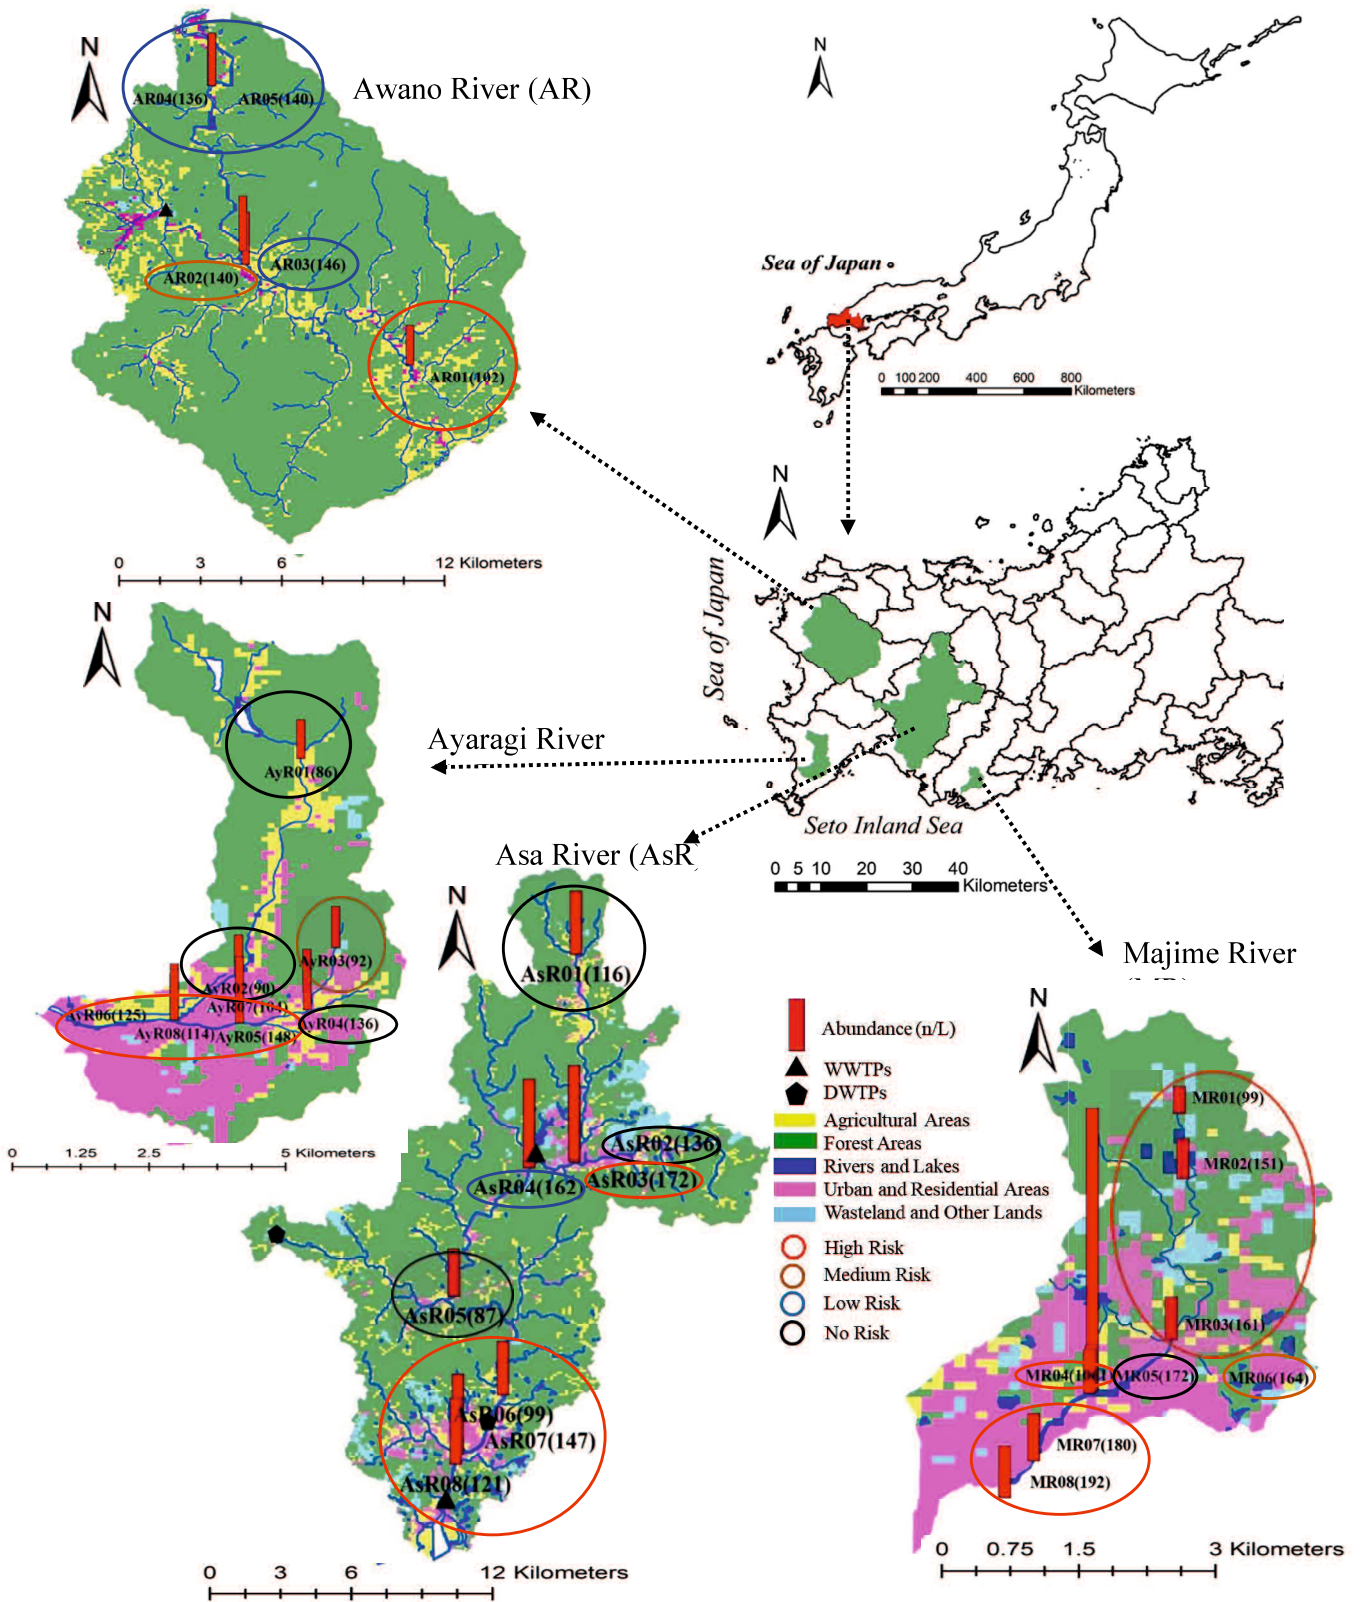 N
Awano River (AR)
AR04(136)
AR05(140)
AR03(146)
AR02(140)
AR01(102)
0 3 6 12 Kilometers
N
Sea of Japan
0 100 200 400 600 800
Kilometers
N
Sea of Japan
Seto Inland Sea
0 5 10 20 30 40
Kilometers
N
Ayaragi River
AyR01(86)
AyR03(92)
AyR02(90)
AyR06(125)
AyR04(136)
AyR08(114)
AyR05(148)
0 1.25 2.5 5 Kilometers
Asa River (AsR
N
AsR01(116)
AsR02(136)
AsR03(172)
AsR04(162)
AsR05(87)
AsR06(99)
AsR07(147)
AsR08(121)
0 3 6 12 Kilometers
Abundance (n/L)
WWTPs
DWTPs
Agricultural Areas
Forest Areas
Rivers and Lakes
Urban and Residential Areas
Wasteland and Other Lands
High Risk
Medium Risk
Low Risk
No Risk
Majime River
N
MR01(99)
MR02(151)
MR03(161)
MR05(172)
MR06(164)
MR07(180)
MR08(192)
0 0.75 1.5 3 Kilometers